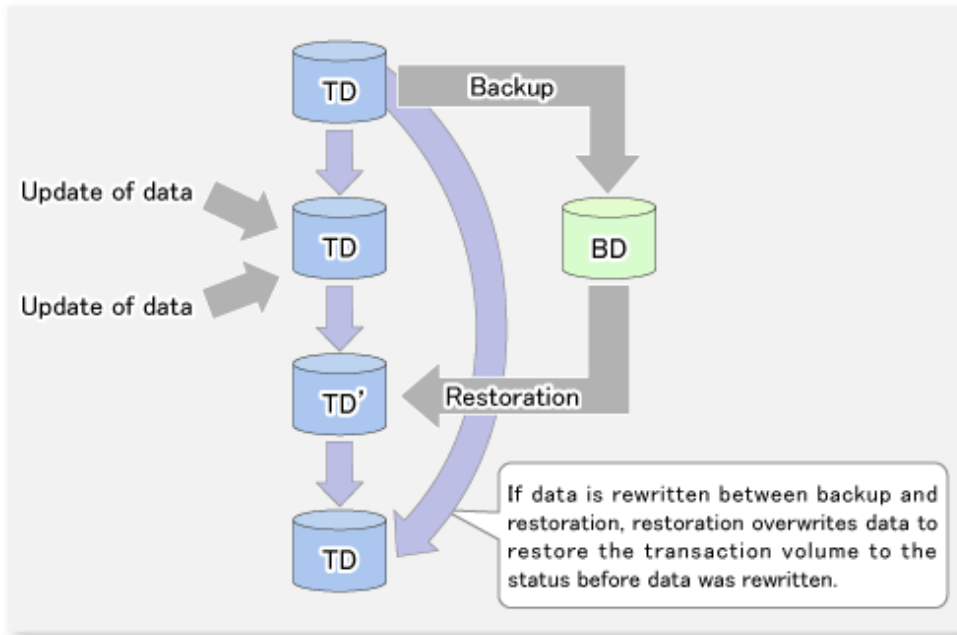 TD
Backup
Update of data
TD
BD
Update of data
TD'
Restoration
If data is rewritten between backup and
restoration, restoration overwrites data to
restore the transaction volume to the
status before data was rewritten.
TD